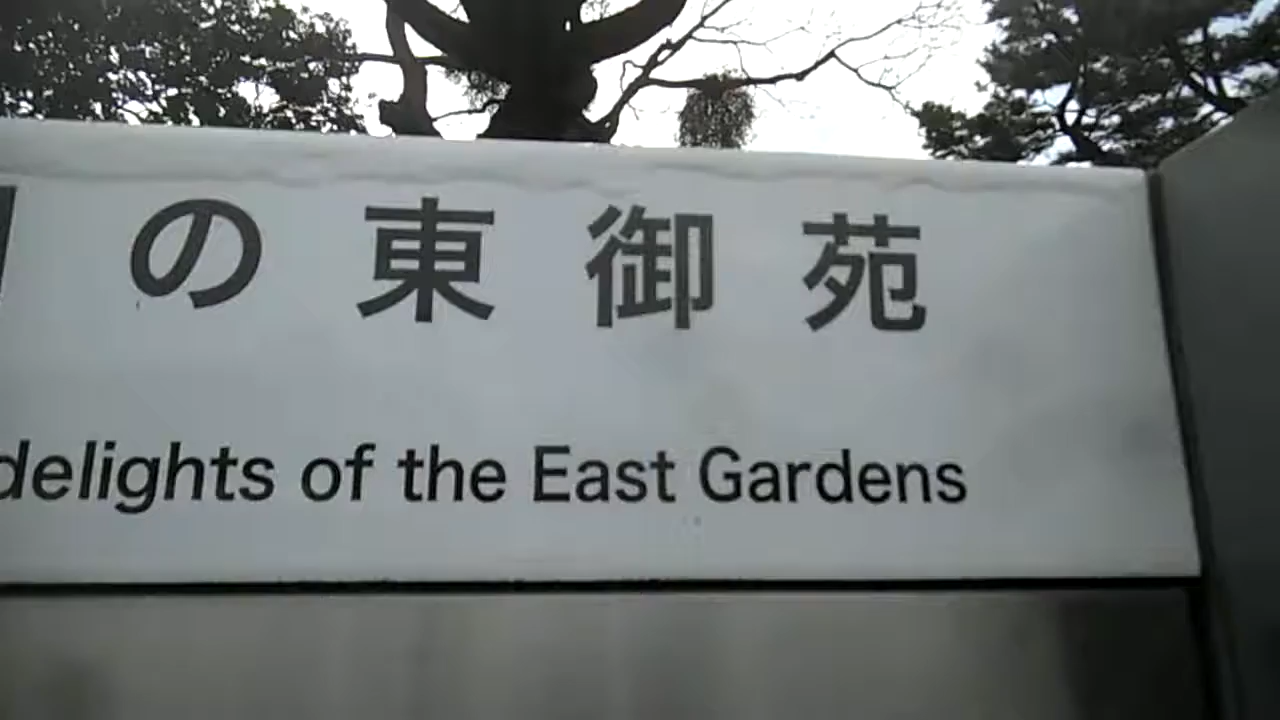 の東御苑
delights of the East Gardens